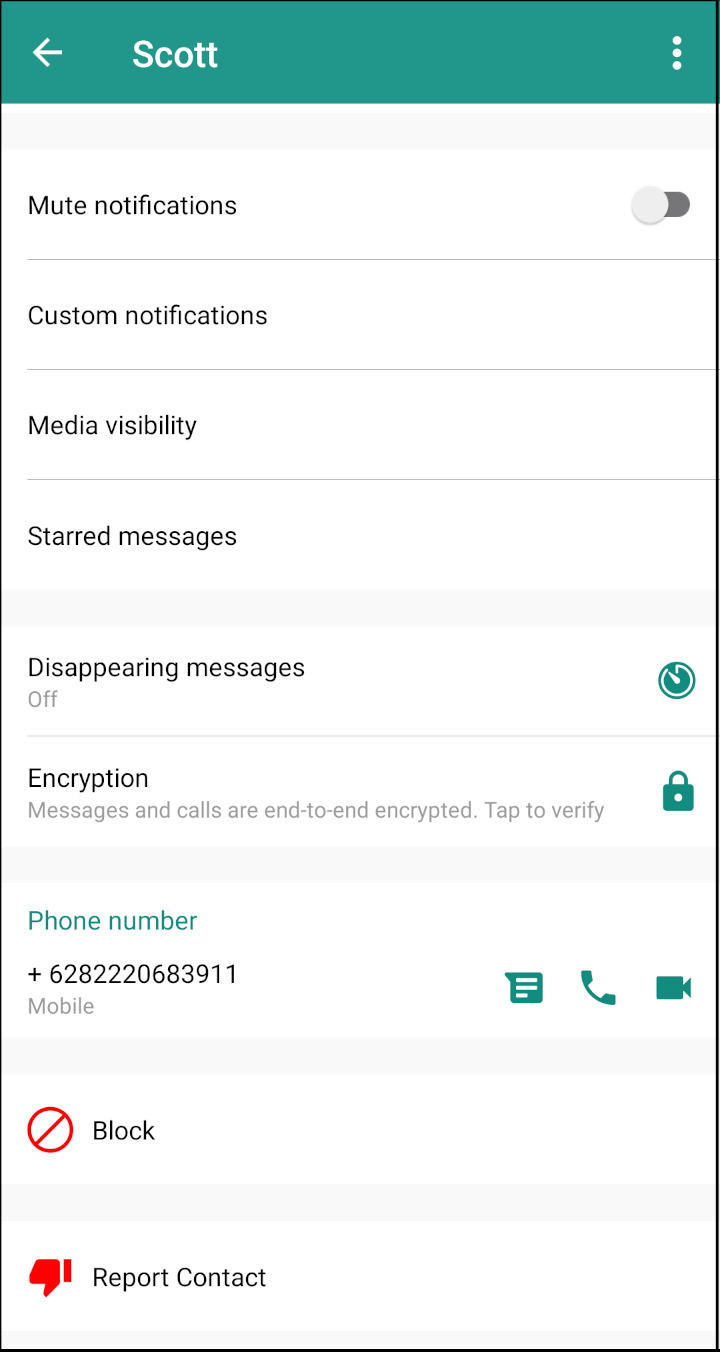 Scott
Mute notifications
Custom notifications
Media visibility
Starred messages
Disappearing messages
Off
Encryption
Messages and calls are end-to-end encrypted. Tap to verify
Phone number
+ 6282220683911
Mobile
Block
Report Contact